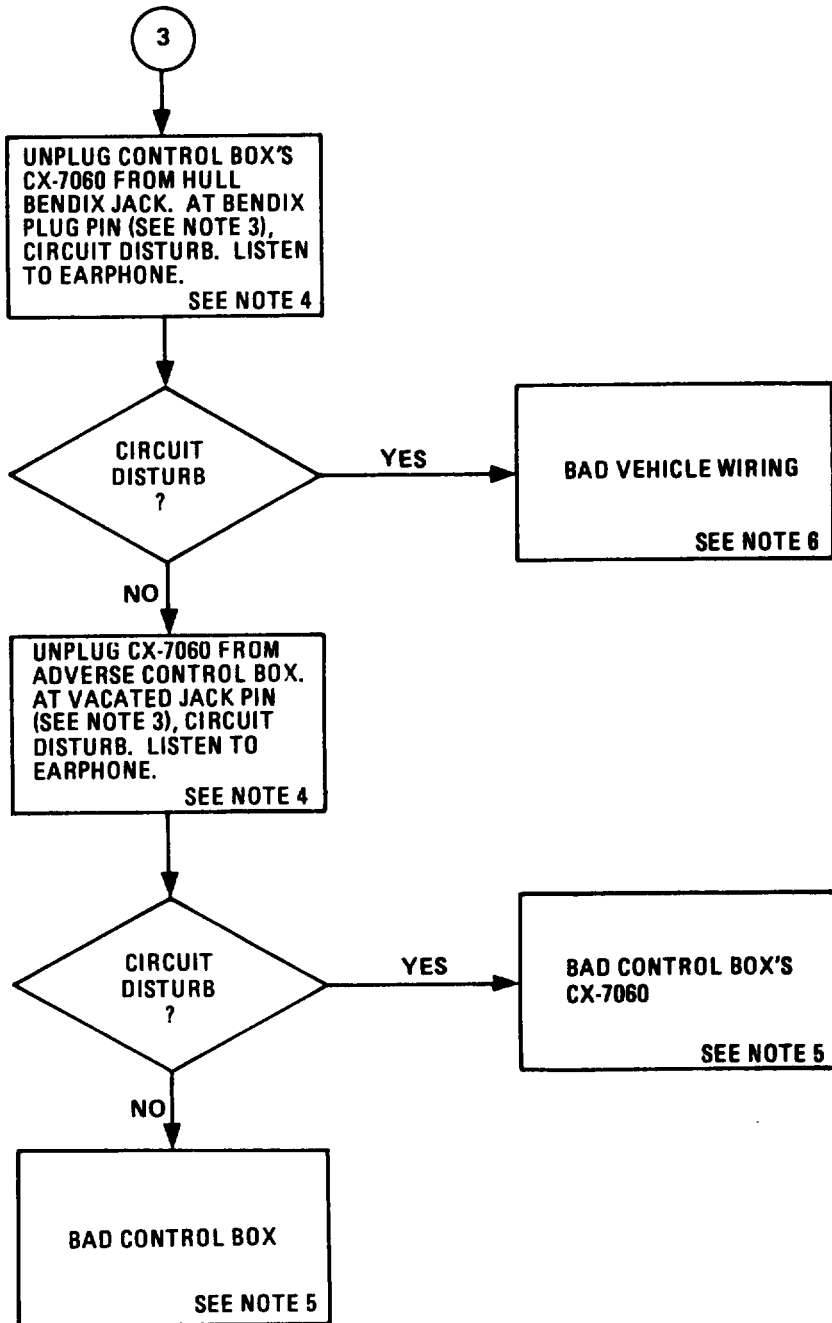 3
UNPLUG CONTROL BOX'S
CX-7060 FROM HULL
BENDIX JACK. AT BENDIX
PLUG PIN (SEE NOTE 3),
CIRCUIT DISTURB. LISTEN
TO EARPHONE.
SEE NOTE 4
CIRCUIT
DISTURB
?
YES
BAD VEHICLE WIRING
SEE NOTE 6
NO
UNPLUG CX-7060 FROM
ADVERSE CONTROL BOX.
AT VACATED JACK PIN
(SEE NOTE 3), CIRCUIT
DISTURB. LISTEN TO
EARPHONE.
SEE NOTE 4
CIRCUIT
DISTURB
?
YES
BAD CONTROL BOX'S
CX-7060
SEE NOTE 5
NO
BAD CONTROL BOX
SEE NOTE 5